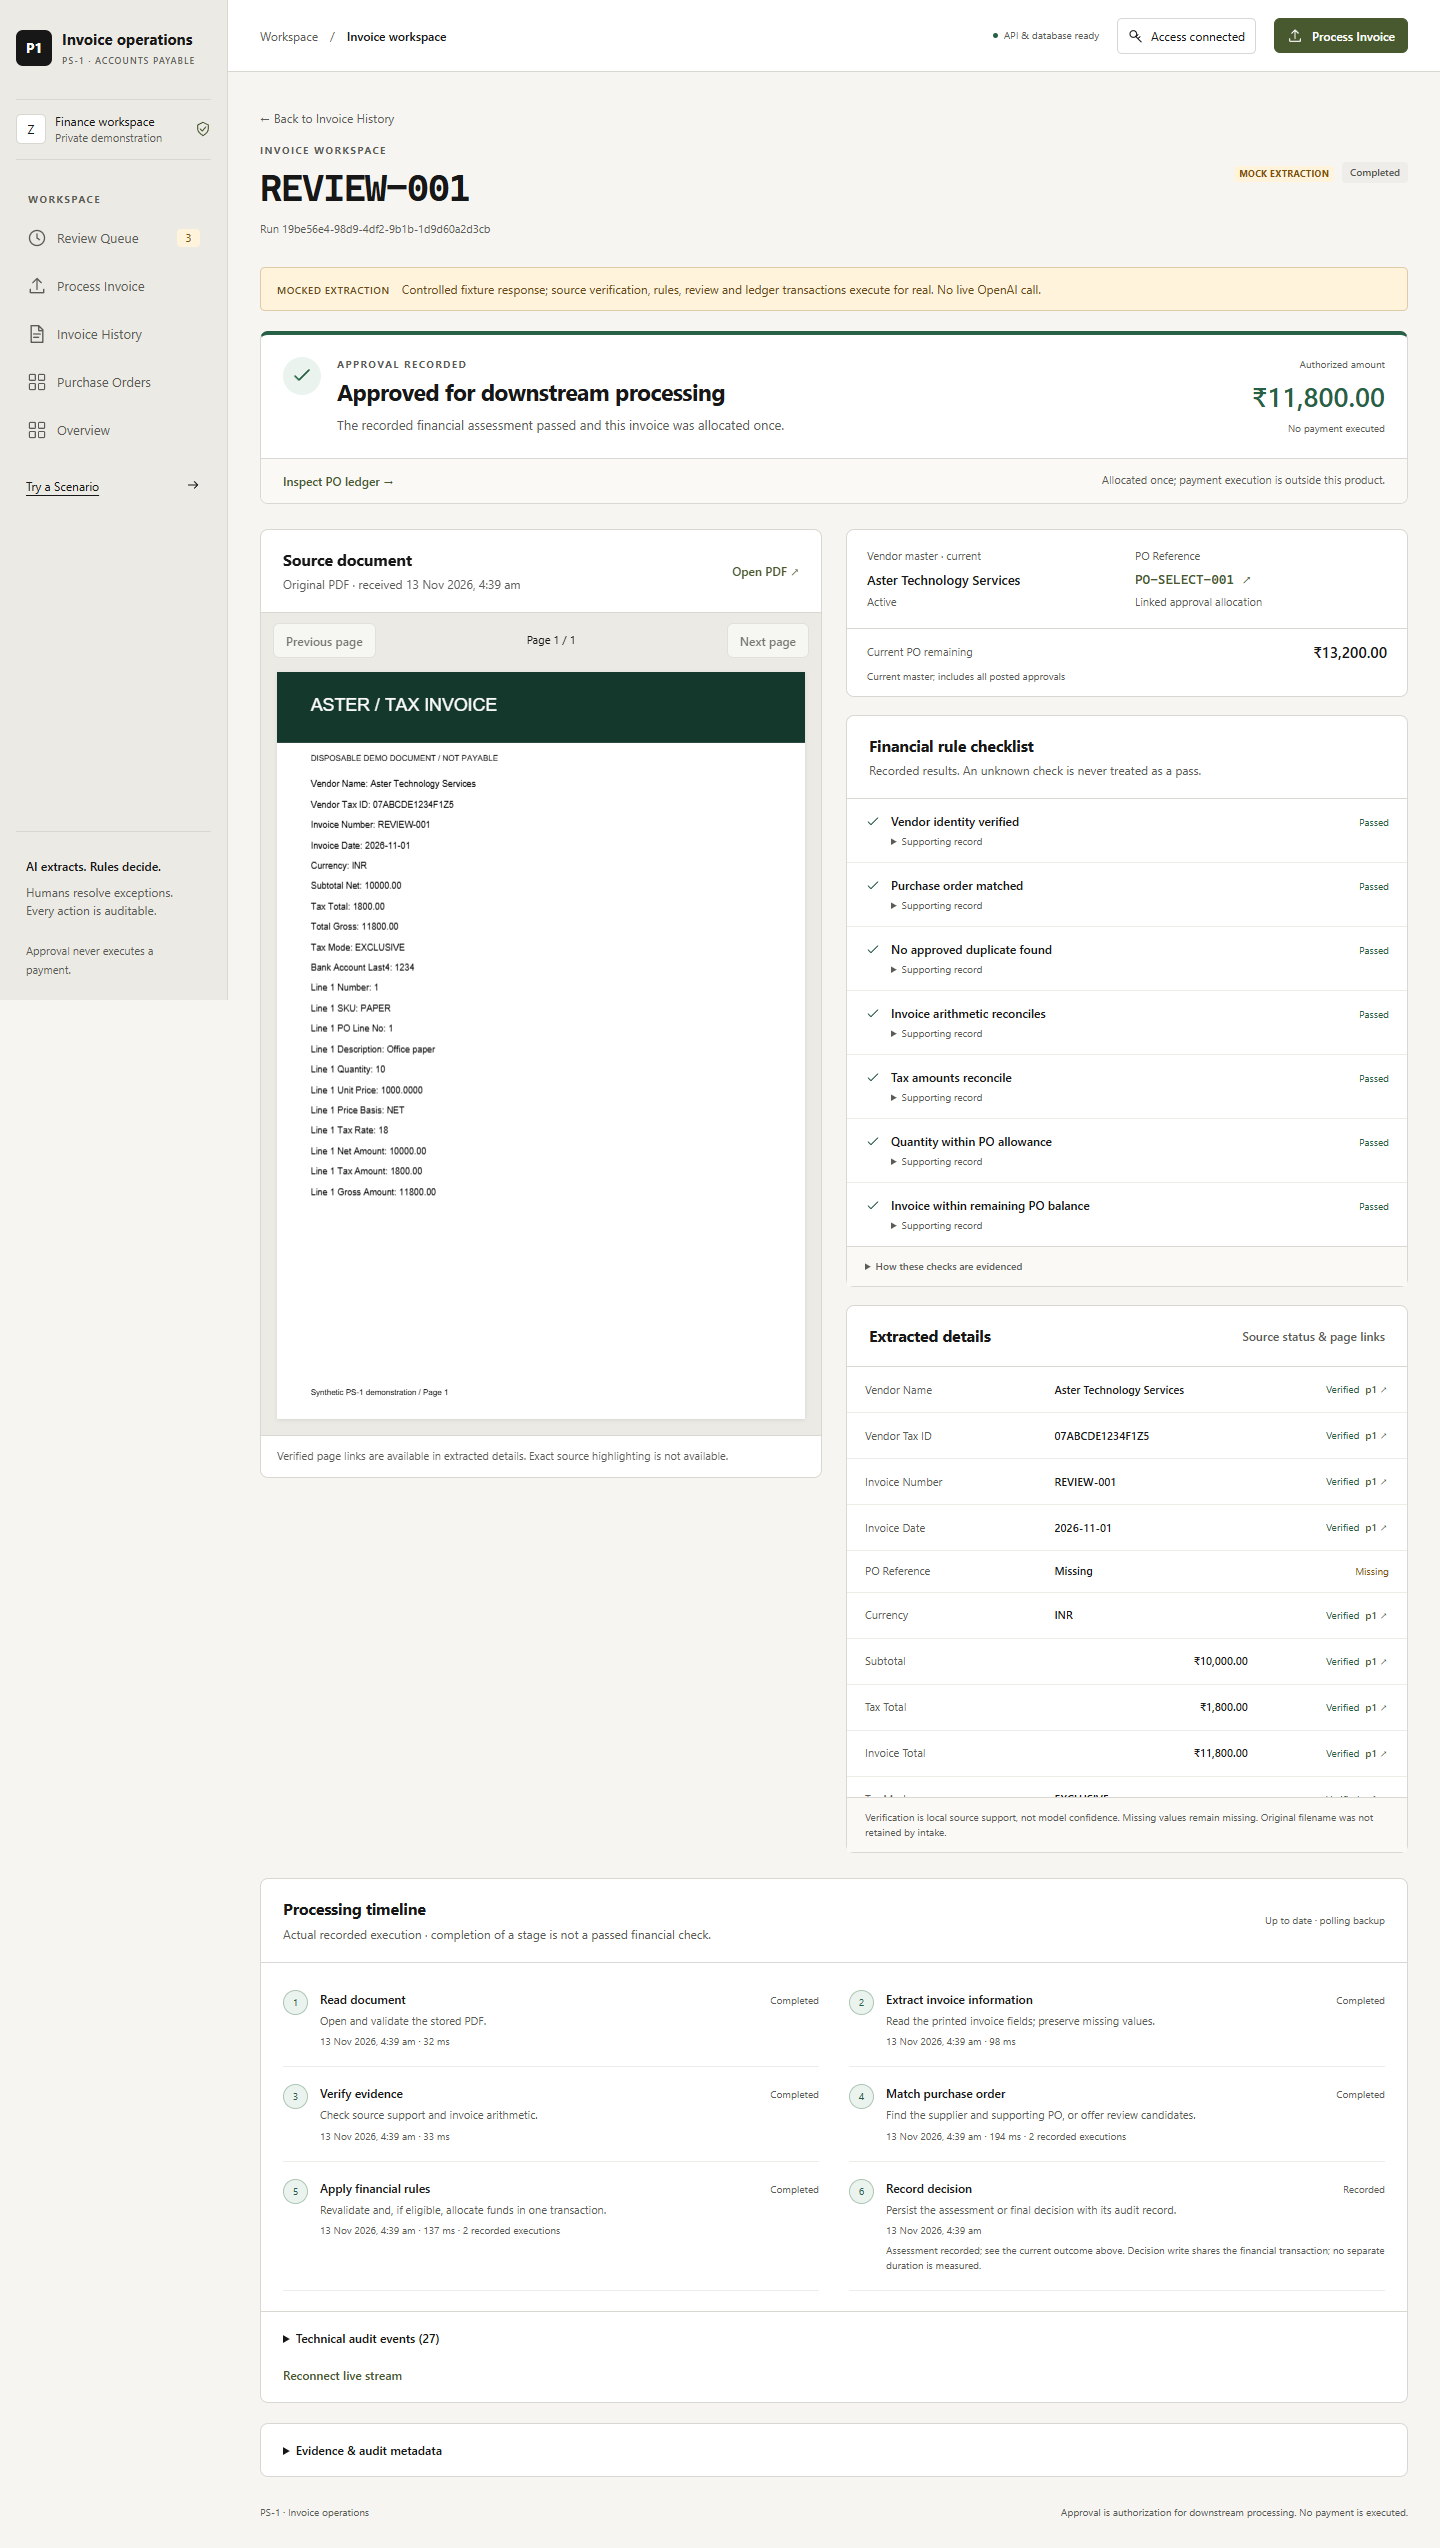 P1
Invoice operations
PS-1 · ACCOUNTS PAYABLE
Z
Finance workspace
Private demonstration
WORKSPACE
Review Queue 3
Process Invoice
Invoice History
Purchase Orders
Overview
Try a Scenario →
AI extracts. Rules decide.
Humans resolve exceptions.
Every action is auditable.
Approval never executes a
payment.
Workspace / Invoice workspace
API & database ready
Access connected
Process Invoice
← Back to Invoice History
INVOICE WORKSPACE
REVIEW-001
MOCK EXTRACTION Completed
Run 19be56e4-98d9-4df2-9b1b-1d9d60a2d3cb
MOCKED EXTRACTION Controlled fixture response; source verification, rules, review and ledger transactions execute for real. No live OpenAI call.
APPROVAL RECORDED
Approved for downstream processing
The recorded financial assessment passed and this invoice was allocated once.
Authorized amount
₹11,800.00
No payment executed
Inspect PO ledger →
Allocated once; payment execution is outside this product.
Source document
Original PDF · received 13 Nov 2026, 4:39 am
Open PDF ↗
Previous page
Page 1 / 1
Next page
ASTER / TAX INVOICE
DISPOSABLE DEMO DOCUMENT / NOT PAYABLE
Vendor Name: Aster Technology Services
Vendor Tax ID: 07ABCDE1234F1Z5
Invoice Number: REVIEW-001
Invoice Date: 2026-11-01
Currency: INR
Subtotal Net: 10000.00
Tax Total: 1800.00
Total Gross: 11800.00
Tax Mode: EXCLUSIVE
Bank Account Last4: 1234
Line 1 Number: 1
Line 1 SKU: PAPER
Line 1 PO Line No: 1
Line 1 Description: Office paper
Line 1 Quantity: 10
Line 1 Unit Price: 1000.0000
Line 1 Price Basis: NET
Line 1 Tax Rate: 18
Line 1 Net Amount: 10000.00
Line 1 Tax Amount: 1800.00
Line 1 Gross Amount: 11800.00
Synthetic PS-1 demonstration / Page 1
Verified page links are available in extracted details. Exact source highlighting is not available.
Vendor master · current
Aster Technology Services
Active
PO Reference
PO-SELECT-001 ↗
Linked approval allocation
Current PO remaining ₹13,200.00
Current master; includes all posted approvals
Financial rule checklist
Recorded results. An unknown check is never treated as a pass.
Vendor identity verified Passed
▶ Supporting record
Purchase order matched Passed
▶ Supporting record
No approved duplicate found Passed
▶ Supporting record
Invoice arithmetic reconciles Passed
▶ Supporting record
Tax amounts reconcile Passed
▶ Supporting record
Quantity within PO allowance Passed
▶ Supporting record
Invoice within remaining PO balance Passed
▶ Supporting record
▶ How these checks are evidenced
Extracted details
Source status & page links
Vendor Name Aster Technology Services Verified p1 ↗
Vendor Tax ID 07ABCDE1234F1Z5 Verified p1 ↗
Invoice Number REVIEW-001 Verified p1 ↗
Invoice Date 2026-11-01 Verified p1 ↗
PO Reference Missing Missing
Currency INR Verified p1 ↗
Subtotal ₹10,000.00 Verified p1 ↗
Tax Total ₹1,800.00 Verified p1 ↗
Invoice Total ₹11,800.00 Verified p1 ↗
Verification is local source support, not model confidence. Missing values remain missing. Original filename was not
retained by intake.
Processing timeline
Actual recorded execution · completion of a stage is not a passed financial check.
Up to date · polling backup
1 Read document Completed
Open and validate the stored PDF.
13 Nov 2026, 4:39 am · 32 ms
2 Extract invoice information Completed
Read the printed invoice fields; preserve missing values.
13 Nov 2026, 4:39 am · 98 ms
3 Verify evidence Completed
Check source support and invoice arithmetic.
13 Nov 2026, 4:39 am · 33 ms
4 Match purchase order Completed
Find the supplier and supporting PO, or offer review candidates.
13 Nov 2026, 4:39 am · 194 ms · 2 recorded executions
5 Apply financial rules Completed
Revalidate and, if eligible, allocate funds in one transaction.
13 Nov 2026, 4:39 am · 137 ms · 2 recorded executions
6 Record decision Recorded
Persist the assessment or final decision with its audit record.
13 Nov 2026, 4:39 am
Assessment recorded; see the current outcome above. Decision write shares the financial transaction; no separate
duration is measured.
▶ Technical audit events (27)
Reconnect live stream
▶ Evidence & audit metadata
PS-1 · Invoice operations
Approval is authorization for downstream processing. No payment is executed.